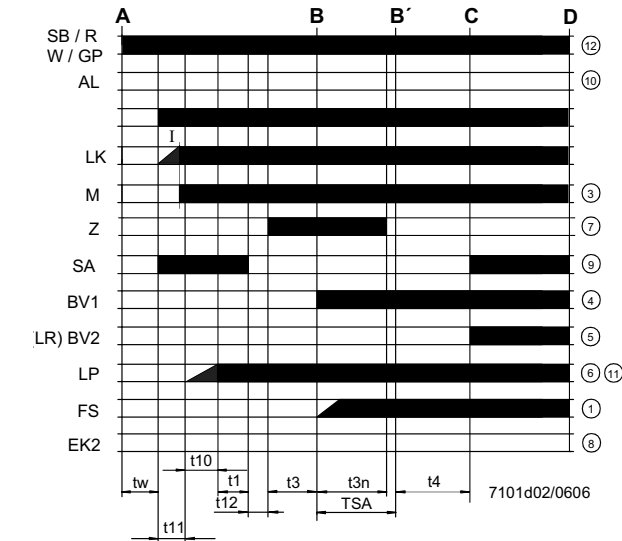 A B B´ C D
SB / R
W / GP 12
AL 10
I
LK
M 3
Z 7
SA 9
BV1 4
LR) BV2 5
LP 6 11
FS 1
EK2 8
t10
tw t1 t3 t3n t4 7101d02/0606
t12 TSA
t11